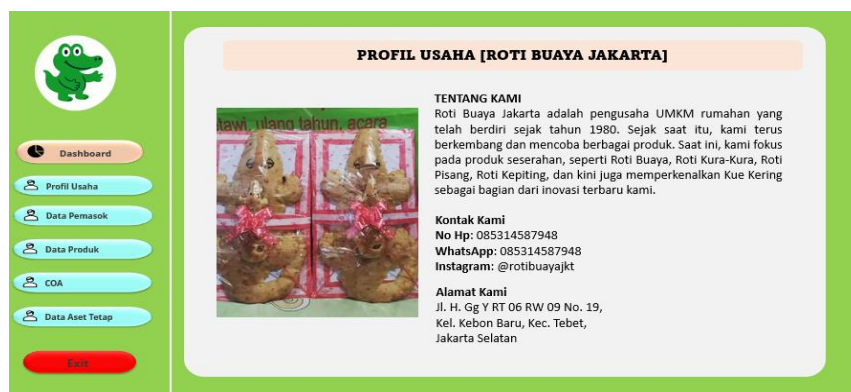 PROFIL USAHA [ROTI BUAYA JAKARTA]
Dashboard
Profil Usaha
Data Pemasok
Data Produk
COA
Data Aset Tetap
Exit
tawi, ulang tahun, acara
TENTANG KAMI
Roti Buaya Jakarta adalah pengusaha UMKM rumahan yang
telah berdiri sejak tahun 1980. Sejak saat itu, kami terus
berkembang dan mencoba berbagai produk. Saat ini, kami fokus
pada produk seserahan, seperti Roti Buaya, Roti Kura-Kura, Roti
Pisang, Roti Kepiting, dan kini juga memperkenalkan Kue Kering
sebagai bagian dari inovasi terbaru kami.
Kontak Kami
No Hp: 085314587948
WhatsApp: 085314587948
Instagram: @rotibuayajkt
Alamat Kami
Jl. H. Gg Y RT 06 RW 09 No. 19,
Kel. Kebon Baru, Kec. Tebet,
Jakarta Selatan